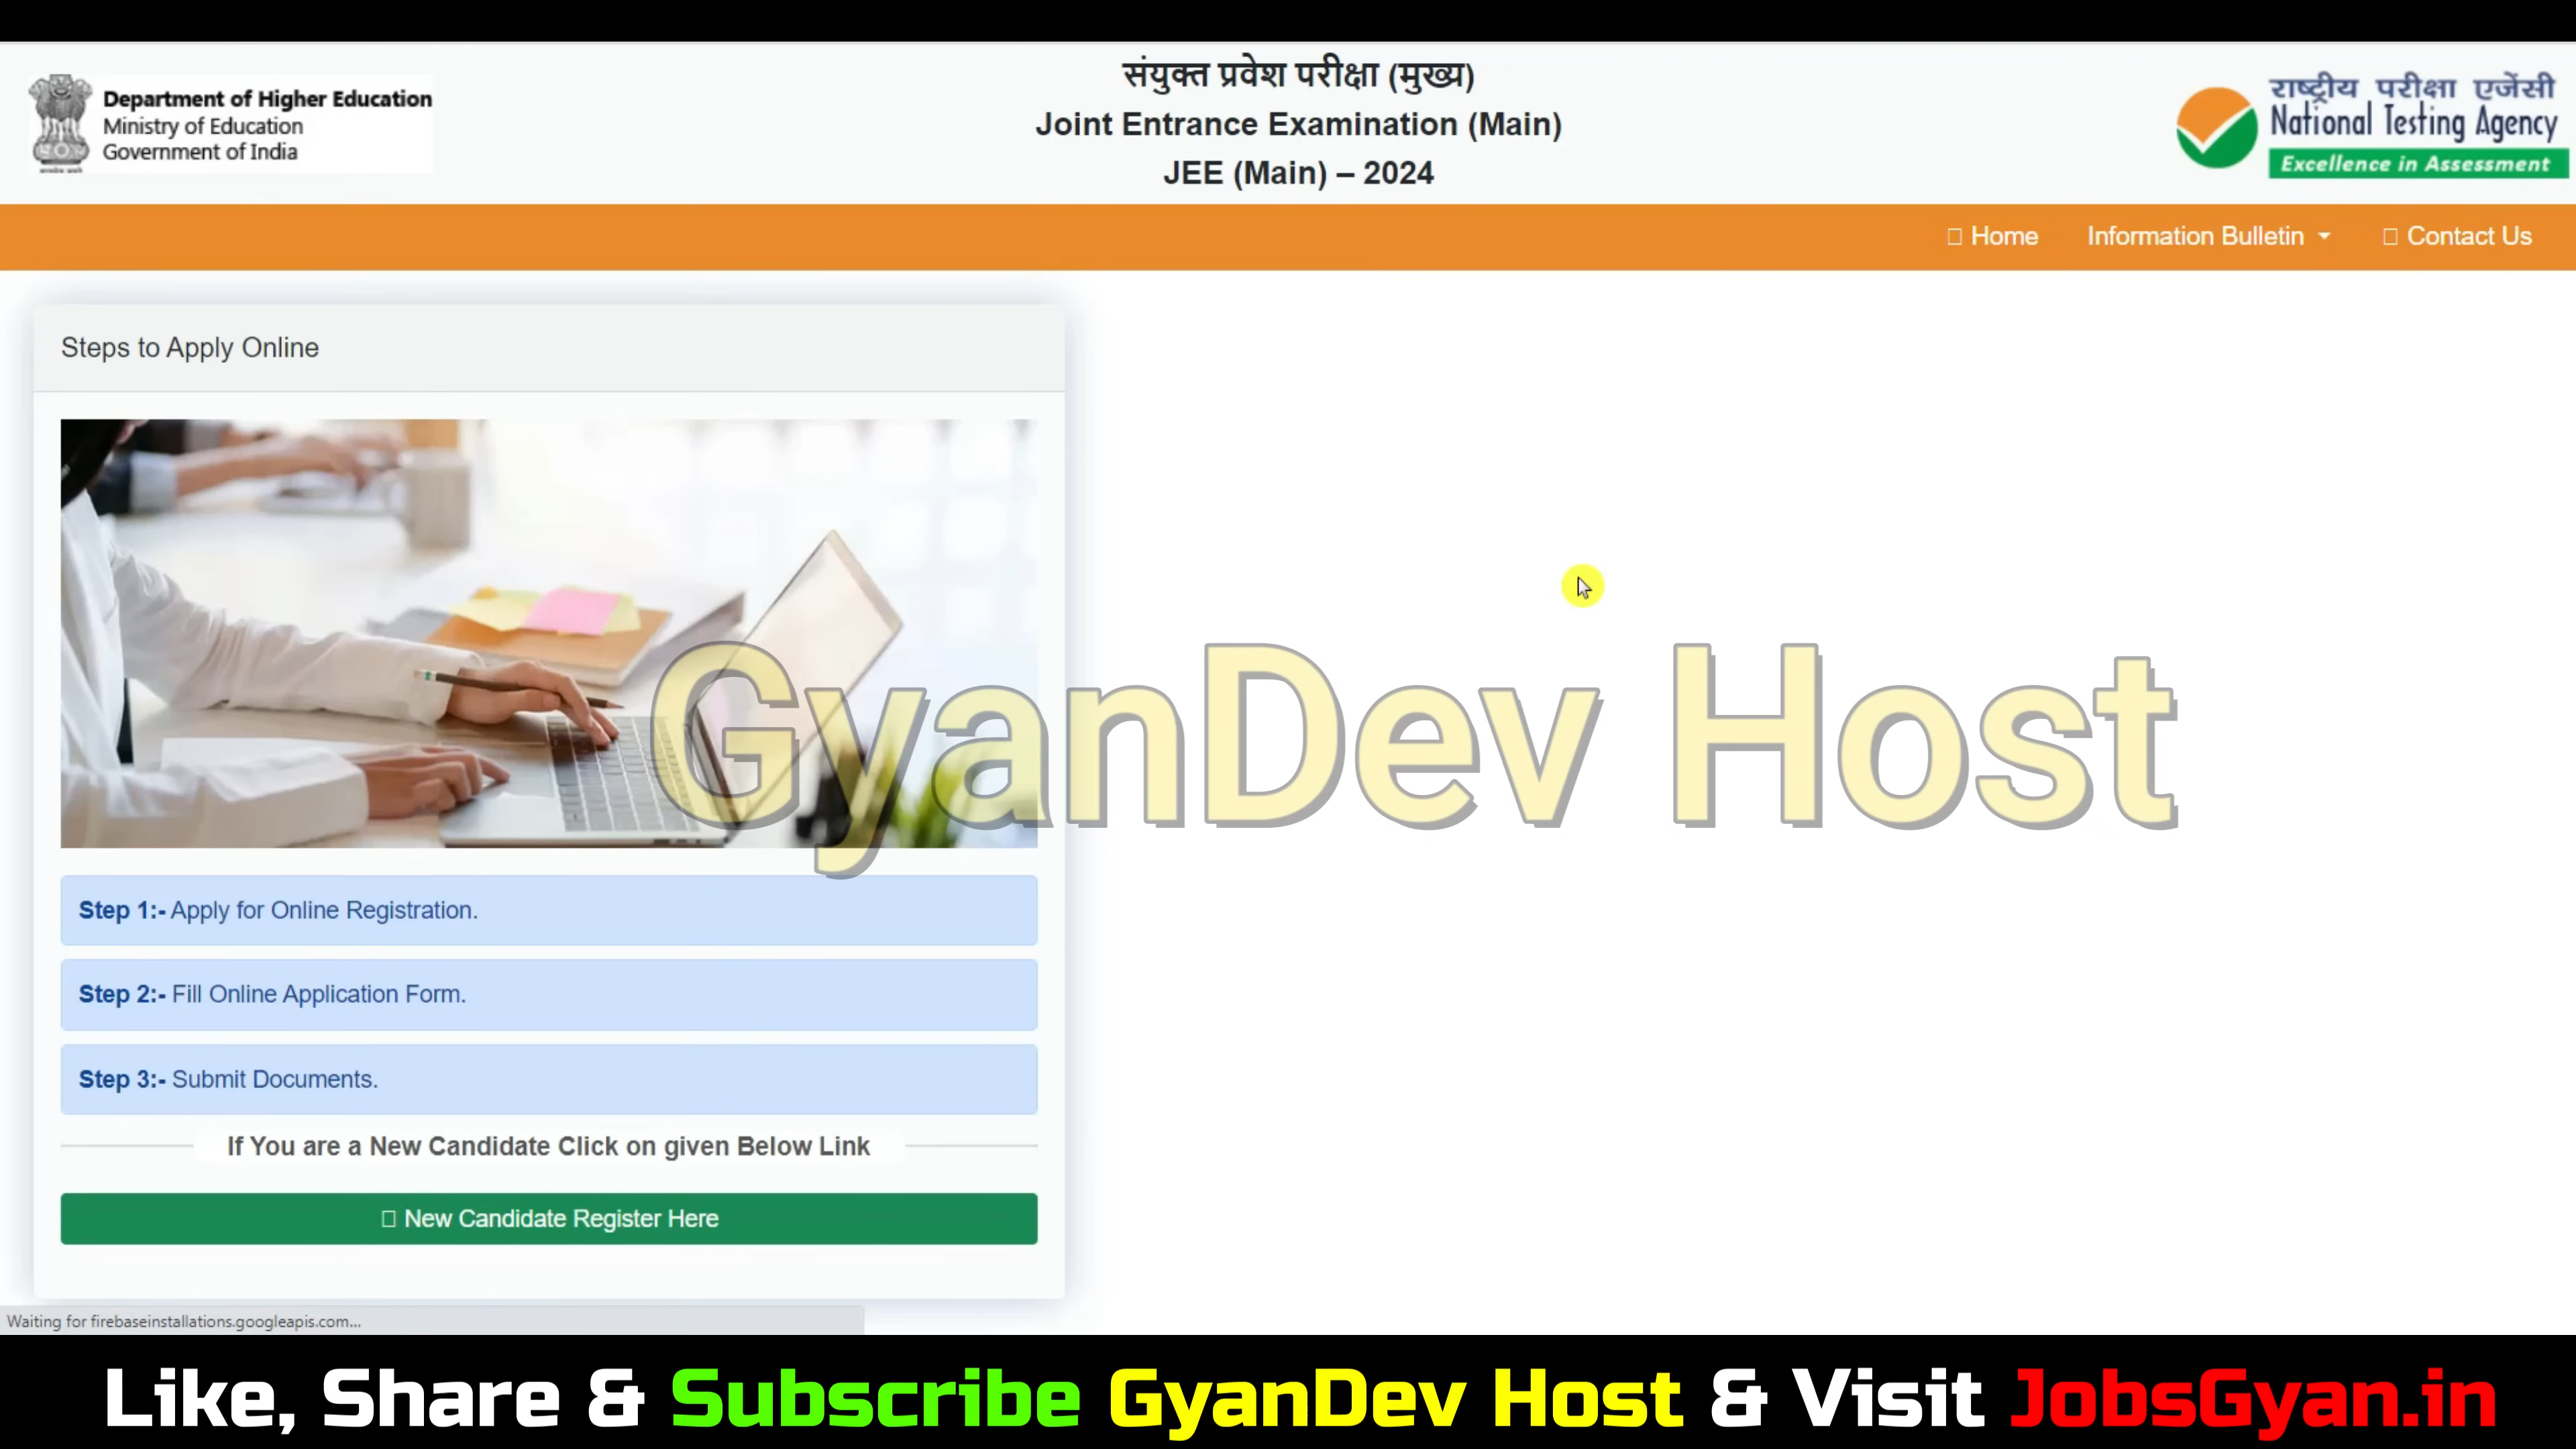 Department of Higher Education
Ministry of Education
Government of India
संयुक्त प्रवेश परीक्षा (मुख्य)
Joint Entrance Examination (Main)
JEE (Main) – 2024
राष्ट्रीय परीक्षा एजेंसी
National Testing Agency
Excellence in Assessment
Home
Information Bulletin
Contact Us
Steps to Apply Online
GyanDev Host
Step 1:- Apply for Online Registration.
Step 2:- Fill Online Application Form.
Step 3:- Submit Documents.
If You are a New Candidate Click on given Below Link
New Candidate Register Here
Waiting for firebaseinstallations.googleapis.com...
Like, Share & Subscribe GyanDev Host & Visit JobsGyan.in